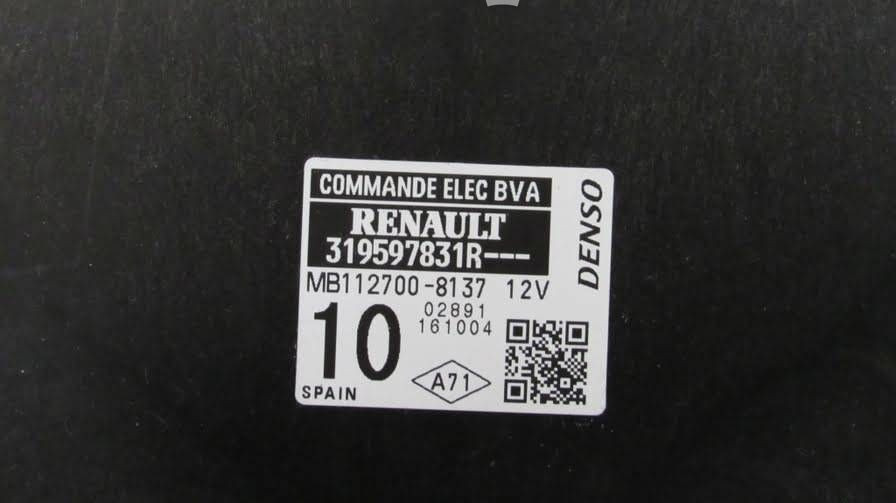 COMMANDE ELEC BVA
RENAULT
319597831R---
DENSO
MB112700-8137 12V
02891
161004
10
A71
SPAIN